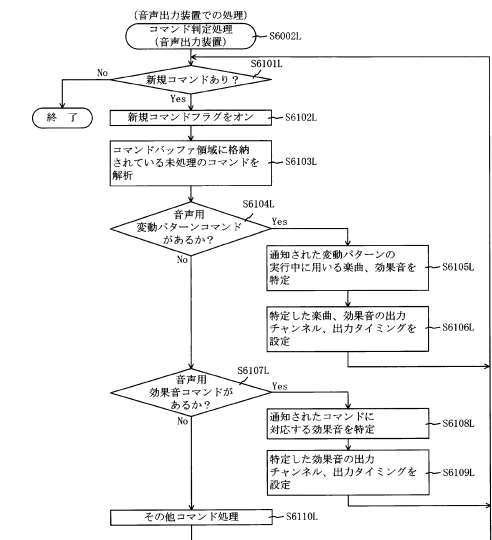 （音声出力装置での処理）
コマンド判定処理
（音声出力装置）
S6002L
新規コマンドあり？
S6101L
No
Yes
終　了
新規コマンドフラグをオン
S6102L
コマンドバッファ領域に格納
されている未処理のコマンドを
解析
S6103L
音声用
変動パターンコマンド
があるか？
S6104L
Yes
No
通知された変動パターンの
実行中に用いる楽曲、効果音を
特定
S6105L
特定した楽曲、効果音の出力
チャンネル、出力タイミングを
設定
S6106L
音声用
効果音コマンドが
あるか？
S6107L
Yes
No
通知されたコマンドに
対応する効果音を特定
S6108L
特定した効果音の出力
チャンネル、出力タイミングを
設定
S6109L
その他コマンド処理
S6110L